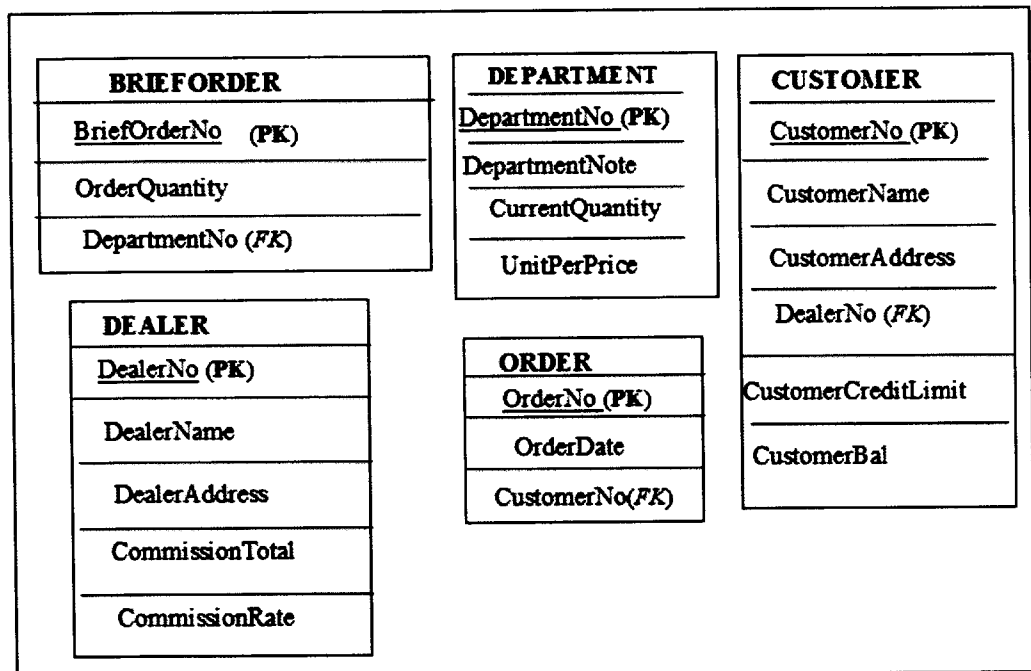 BRIEFORDER
BriefOrderNo (PK)
OrderQuantity
DepartmentNo (FK)
DEPARTMENT
DepartmentNo (PK)
DepartmentNote
CurrentQuantity
UnitPerPrice
CUSTOMER
CustomerNo (PK)
CustomerName
CustomerAddress
DealerNo (FK)
CustomerCreditLimit
CustomerBal
DEALER
DealerNo (PK)
DealerName
DealerAddress
CommissionTotal
CommissionRate
ORDER
OrderNo (PK)
OrderDate
CustomerNo(FK)